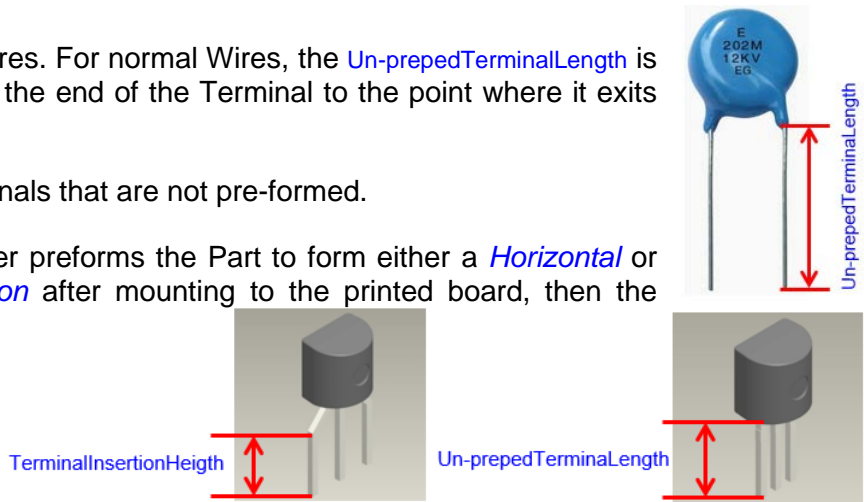 res. For normal Wires, the Un-prepedTerminalLength is
the end of the Terminal to the point where it exits
nals that are not pre-formed.
er preforms the Part to form either a Horizontal or
on after mounting to the printed board, then the
E
202M
12KV
EG
Un-prepedTerminaLength
TerminalInsertionHeigth
Un-prepedTerminaLength